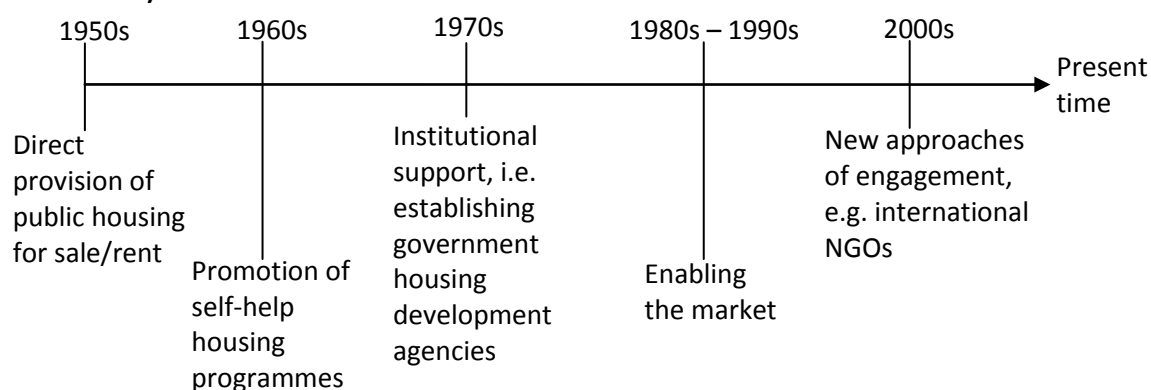 1950s
1960s
1970s
1980s – 1990s
2000s
Present
time
Direct
provision of
public housing
for sale/rent
Promotion of
self-help
housing
programmes
Institutional
support, i.e.
establishing
government
housing
development
agencies
Enabling
the market
New approaches
of engagement,
e.g. international
NGOs